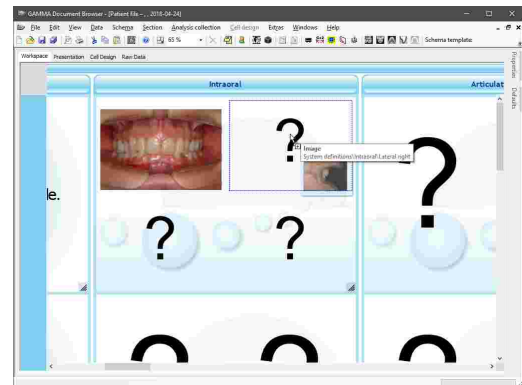 GAMMA Document Browser - [Patient File - , 2018-04-24]
File Edit View Data Scheme Section Analysis collection Cell design Extras Windows Help
65 % Schema template:
Workspace Presentation Cell Design Raw Data
Properties
Defaults
Intraoral
Articulat
?
Image
System definitions\Intraoral\Lateral right
?
le.
? ?